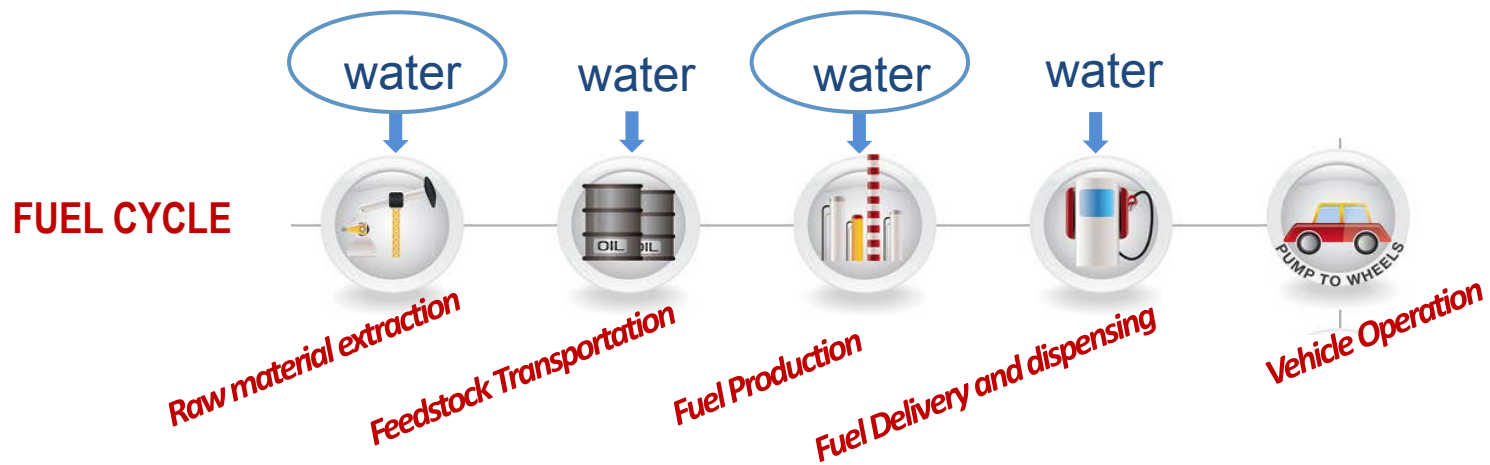 water
water
water
water
FUEL CYCLE
OIL
OIL
PUMP TO WHEELS
Raw material extraction
Feedstock Transportation
Fuel Production
Fuel Delivery and dispensing
Vehicle Operation